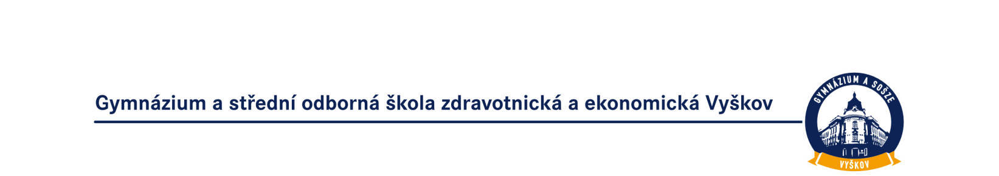 Gymnázium a střední odborná škola zdravotnická a ekonomická Vyškov
GYMNÁZIUM A SOŠZE
VYŠKOV